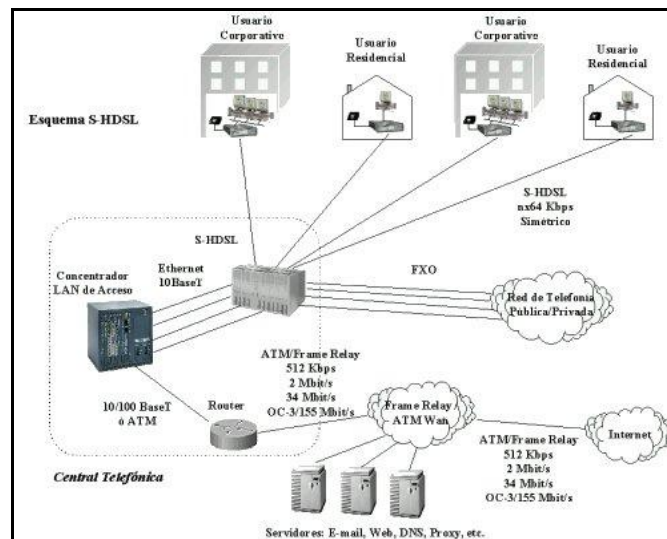 Usuario
Corporative
Usuario
Residencial
Usuario
Corporative
Usuario
Residencial
Esquema S-HDSL
S-HDSL
nx64 Kbps
Simétrico
S-HDSL
Ethernet
10BaseT
Concentrador
LAN de Acceso
FXO
Red de Telefonía
Pública/Privada
ATM/Frame Relay
512 Kbps
2 Mbit/s
34 Mbit/s
OC-3/155 Mbit/s
10/100 BaseT
ó ATM
Router
Frame Relay /
ATM Wan
Internet
ATM/Frame Relay
512 Kbps
2 Mbit/s
34 Mbit/s
OC-3/155 Mbit/s
Central Telefónica
Servidores: E-mail, Web, DNS, Proxy, etc.